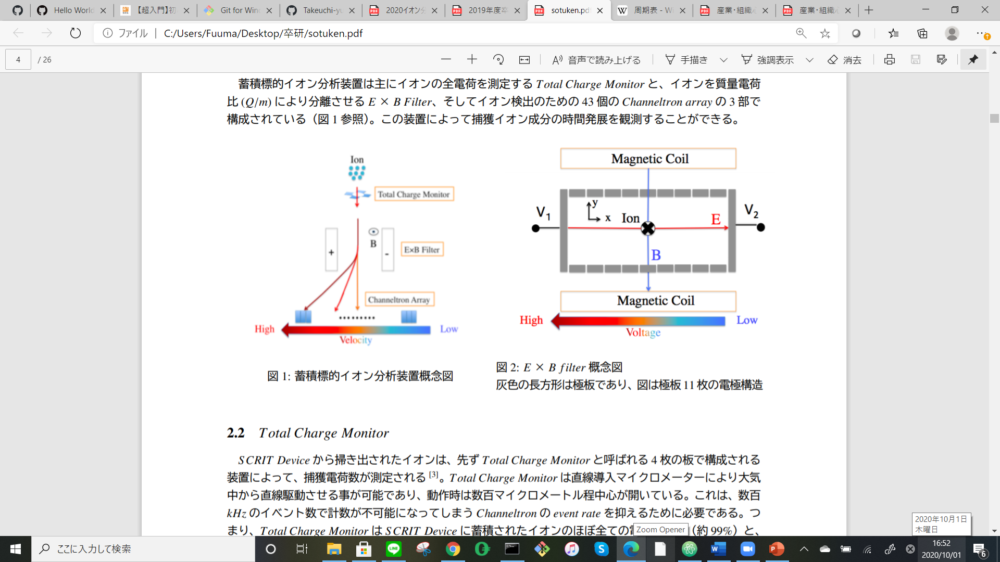 Hello World
【超入門】初
Git for Wind
Takeuchi-yu
2020イオン分
2019年度卒
sotuken.pdf
周期表 - Wi
産業・組織心
産業・組織心
ファイル | C:/Users/Fuuma/Desktop/卒研/sotuken.pdf
4 / 26
音声で読み上げる
手描き
強調表示
消去
蓄積標的イオン分析装置は主にイオンの全電荷を測定する Total Charge Monitor と、イオンを質量電荷
比 (Q/m) により分離させる E × B Filter、そしてイオン検出のための 43 個の Channeltron array の 3 部で
構成されている（図 1 参照）。この装置によって捕獲イオン成分の時間発展を観測することができる。
Ion
Total Charge Monitor
B
+
-
E×B Filter
Channeltron Array
High
Low
Velocity
Magnetic Coil
V1
y
x
Ion
E
V2
B
Magnetic Coil
High
Low
Voltage
図 1: 蓄積標的イオン分析装置概念図
図 2: E × B filter 概念図
灰色の長方形は極板であり、図は極板 11 枚の電極構造
2.2 Total Charge Monitor
SCRIT Device から掃き出されたイオンは、先ず Total Charge Monitor と呼ばれる 4 枚の板で構成される
装置によって、捕獲電荷数が測定される [3]。Total Charge Monitor は直線導入マイクロメーターにより大気
中から直線駆動させる事が可能であり、動作時は数百マイクロメートル程中心が開いている。これは、数百
kHz のイベント数で計数が不可能になってしまう Channeltron の event rate を抑えるために必要である。つ
まり、Total Charge Monitor は SCRIT Device に蓄積されたイオンのほぼ全ての電 (約 99%) と、
Zoom Opener
2020年10月1日
木曜日
ここに入力して検索
LINE
16:52
2020/10/01
6